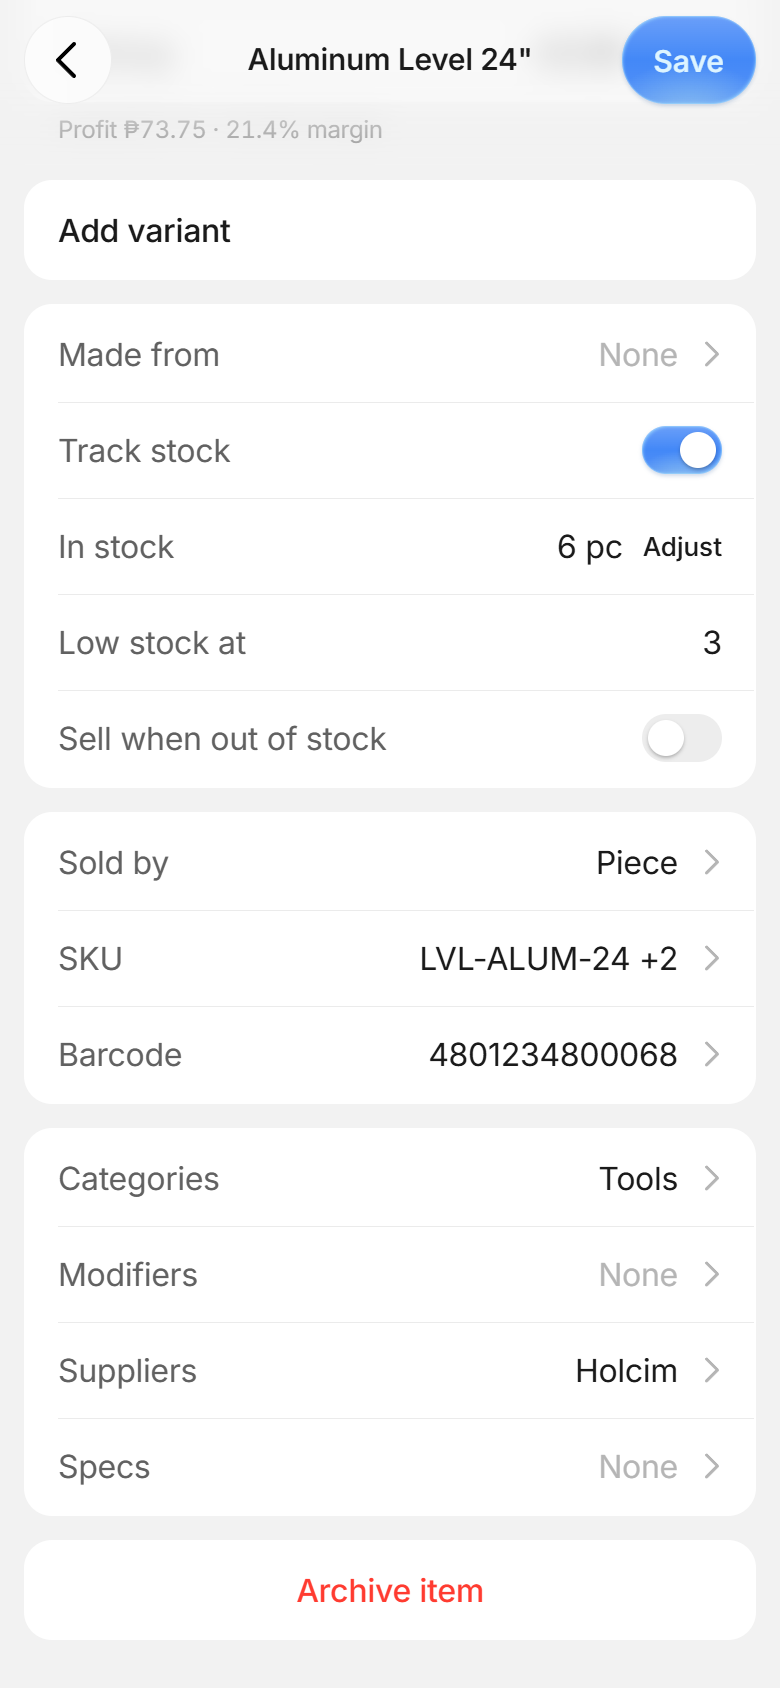 Aluminum Level 24"
Save
Profit ₱73.75 · 21.4% margin
Add variant
Made from None
Track stock
In stock 6 pc Adjust
Low stock at 3
Sell when out of stock
Sold by Piece
SKU LVL-ALUM-24 +2
Barcode 4801234800068
Categories Tools
Modifiers None
Suppliers Holcim
Specs None
Archive item